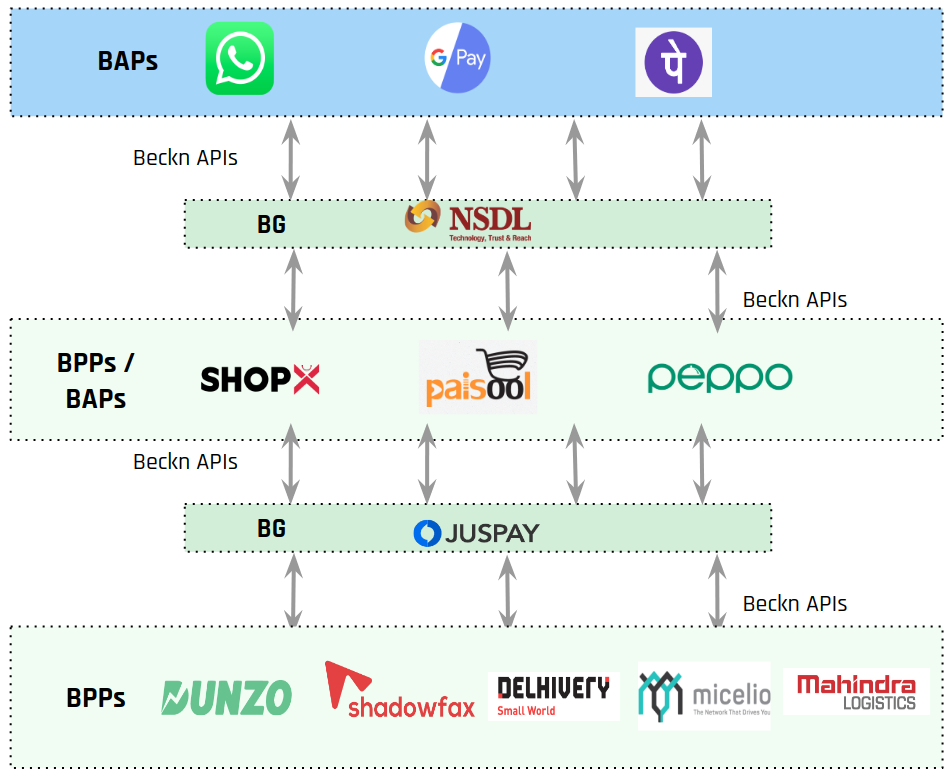 BAPs
G Pay
पे
Beckn APIs
BG
NSDL
Technology, Trust & Reach
Beckn APIs
BPPs /
BAPs
SHOPX
paisool
peppo
Beckn APIs
BG
JUSPAY
Beckn APIs
BPPs
DUNZO
shadowfax
DELHIVERY
Small World
micelio
The Network That Drives You
Mahindra
LOGISTICS